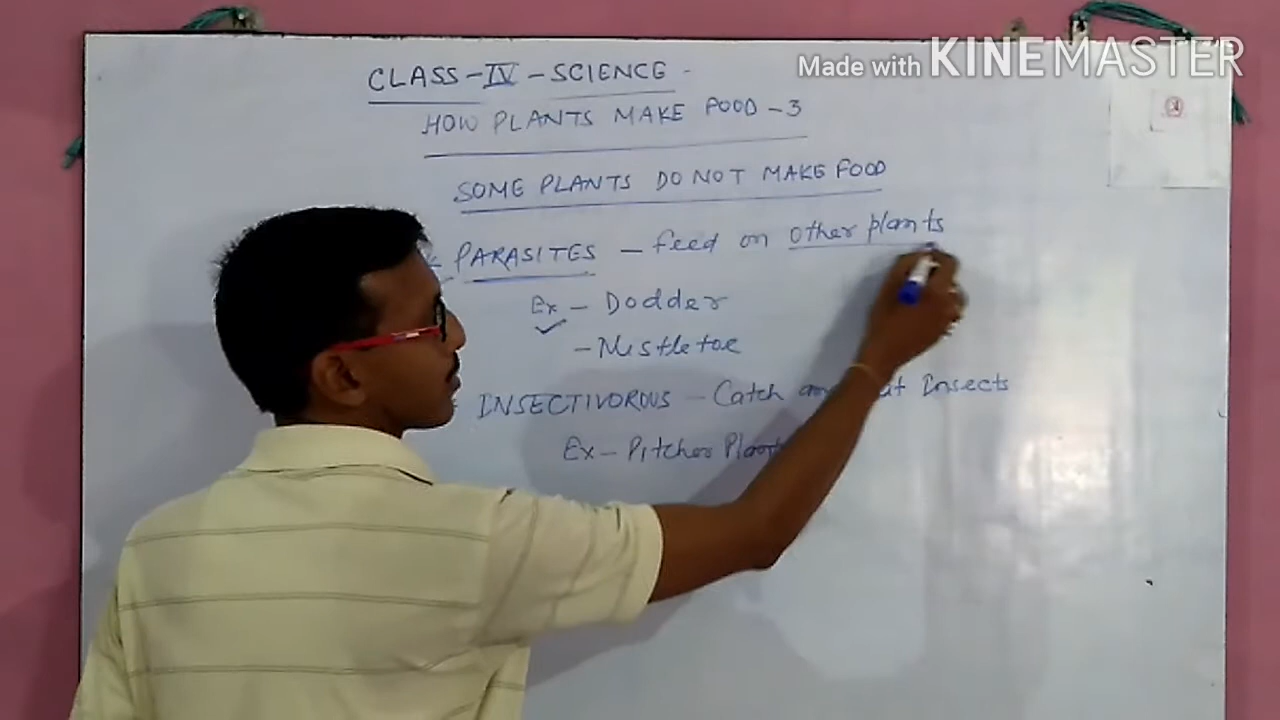 Made with KINEMASTER
CLASS-IV-SCIENCE
HOW PLANTS MAKE FOOD-3
SOME PLANTS DO NOT MAKE FOOD
PARASITES - feed on other plants
Ex - Dodder
- Mistletoe
INSECTIVOROUS - Catch Insects
Ex - Pitcher Plant